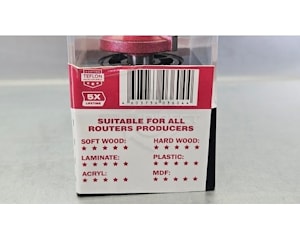 TEFLON
5X
LIFETIME
SUITABLE FOR ALL
ROUTERS PRODUCERS
SOFT WOOD: HARD WOOD:
★ ★ ★ ★ ★ ★ ★ ★ ★ ★
LAMINATE: PLASTIC:
★ ★ ★ ★ ★ ★ ★ ★ ★ ★
ACRYL: MDF:
★ ★ ★ ★ ★ ★ ★ ★ ★ ★